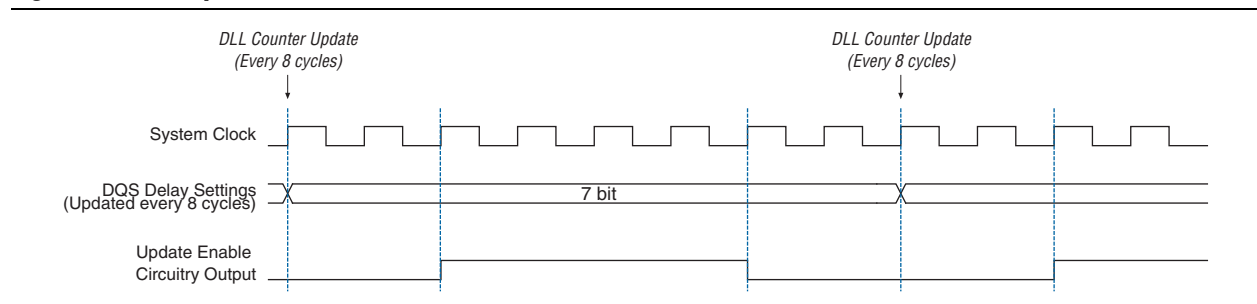 DLL Counter Update
(Every 8 cycles)
DLL Counter Update
(Every 8 cycles)
System Clock
DQS Delay Settings
(Updated every 8 cycles)
7 bit
Update Enable
Circuitry Output